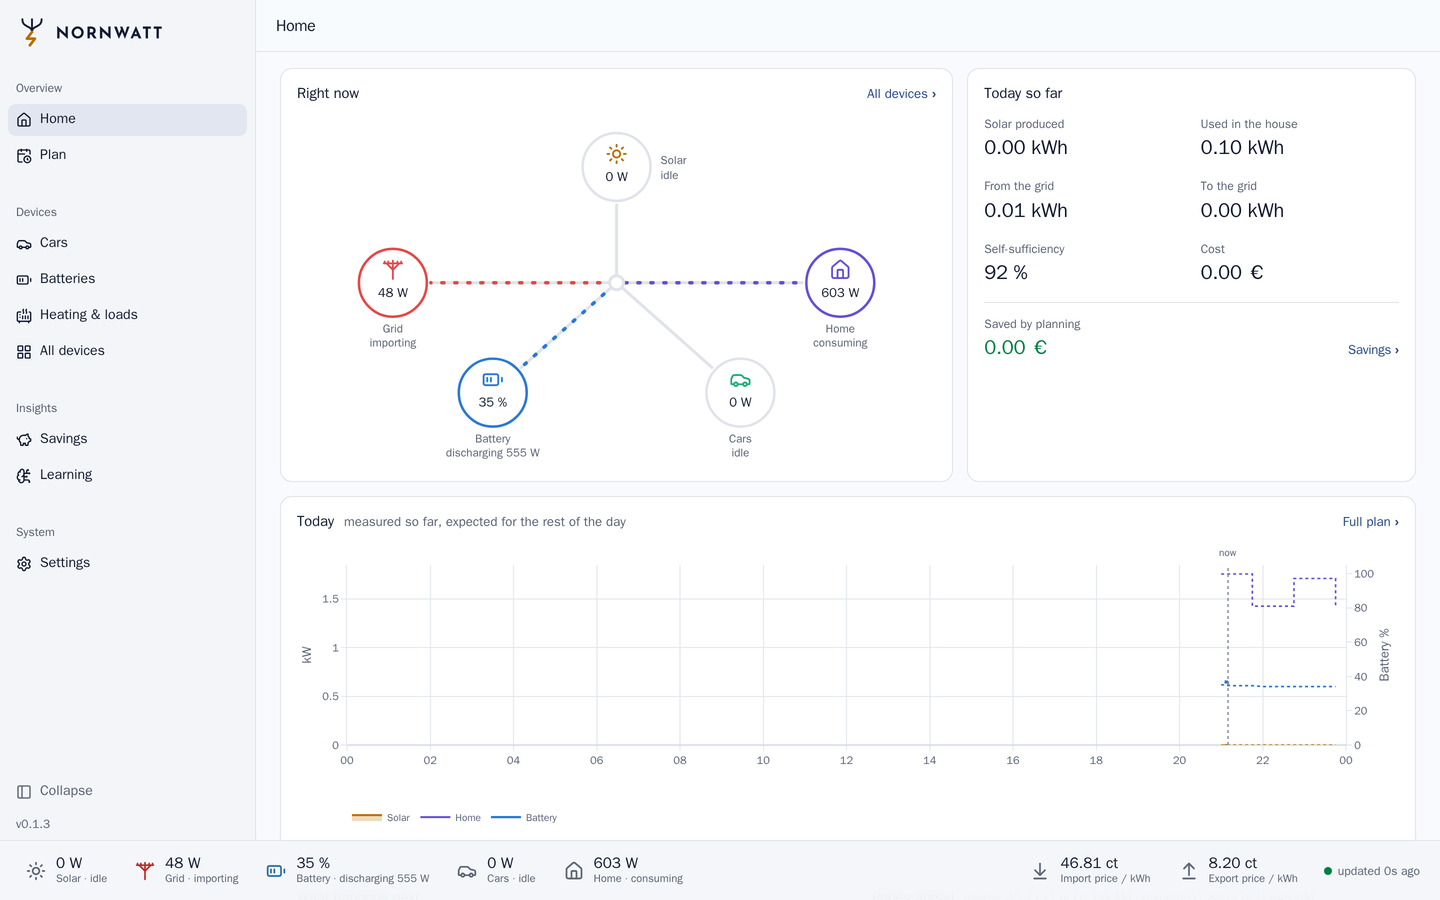 NORNWATT
Home
Overview
Home
Plan
Devices
Cars
Batteries
Heating & loads
All devices
Insights
Savings
Learning
System
Settings
Collapse
v0.1.3
Right now
All devices ›
0 W
Solar
idle
48 W
Grid
importing
603 W
Home
consuming
35 %
Battery
discharging 555 W
0 W
Cars
idle
Today so far
Solar produced
0.00 kWh
Used in the house
0.10 kWh
From the grid
0.01 kWh
To the grid
0.00 kWh
Self-sufficiency
92 %
Cost
0.00 €
Saved by planning
0.00 €
Savings ›
Today measured so far, expected for the rest of the day
Full plan ›
now
kW
1.5
1
0.5
0
100
80
60
40
20
0
Battery %
00 02 04 06 08 10 12 14 16 18 20 22 00
Solar Home Battery
0 W
Solar · idle
48 W
Grid · importing
35 %
Battery · discharging 555 W
0 W
Cars · idle
603 W
Home · consuming
46.81 ct
Import price / kWh
8.20 ct
Export price / kWh
updated 0s ago